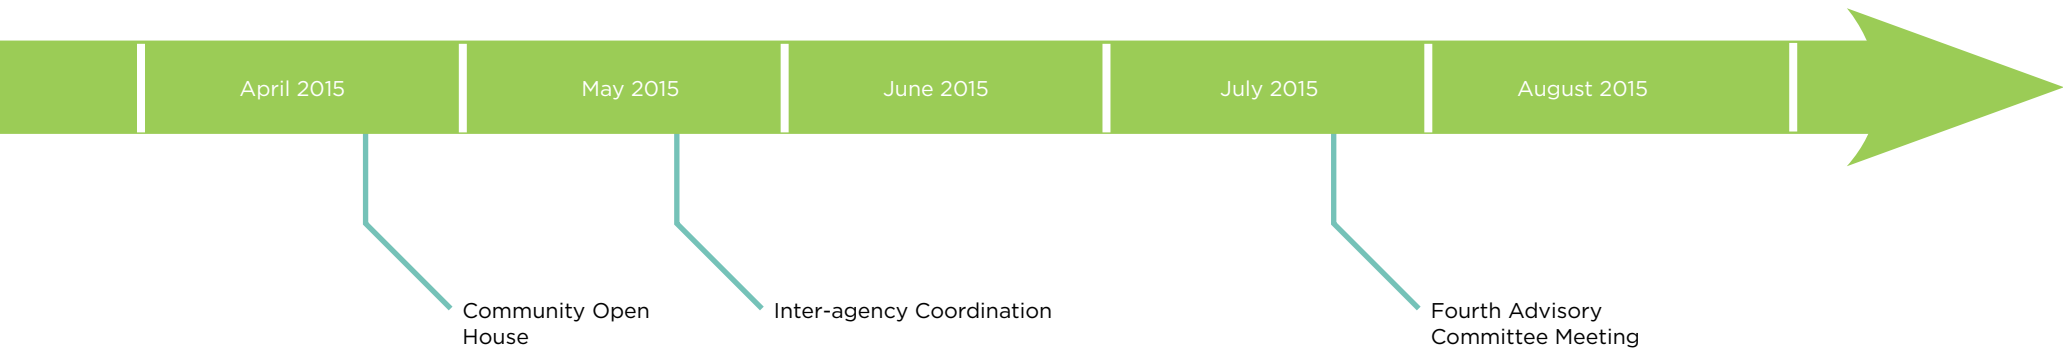 April 2015
May 2015
June 2015
July 2015
August 2015
Community Open
House
Inter-agency Coordination
Fourth Advisory
Committee Meeting